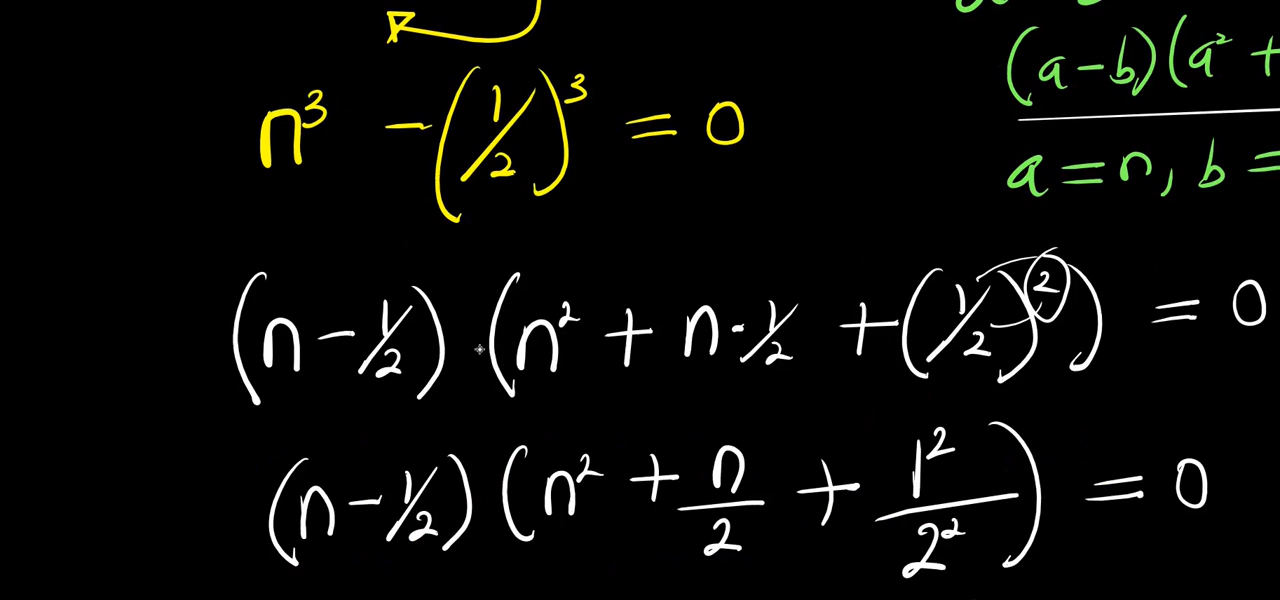 (a-b)(a² +
n³ - (1/2)³ = 0
a = n, b =
(n - 1/2) · (n² + n · 1/2 + (1/2)²) = 0
(n - 1/2)(n² + n/2 + 1²/2²) = 0